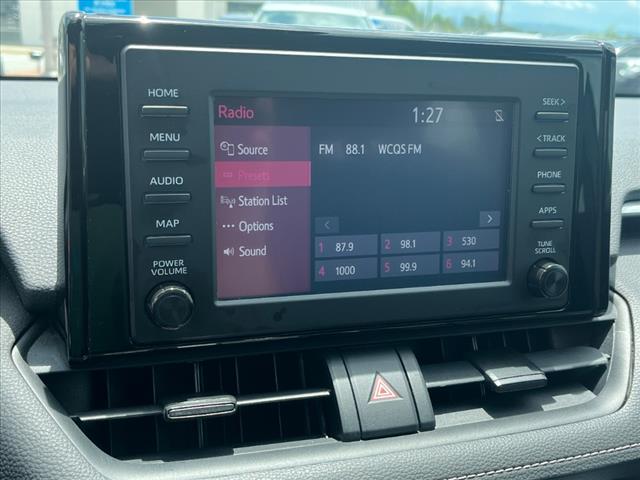 HOME
MENU
AUDIO
MAP
POWER
VOLUME
Radio
1:27
Source
Presets
Station List
Options
Sound
FM 88.1 WCQS FM
1 87.9 2 98.1 3 530
4 1000 5 99.9 6 94.1
SEEK >
< TRACK
PHONE
APPS
TUNE
SCROLL